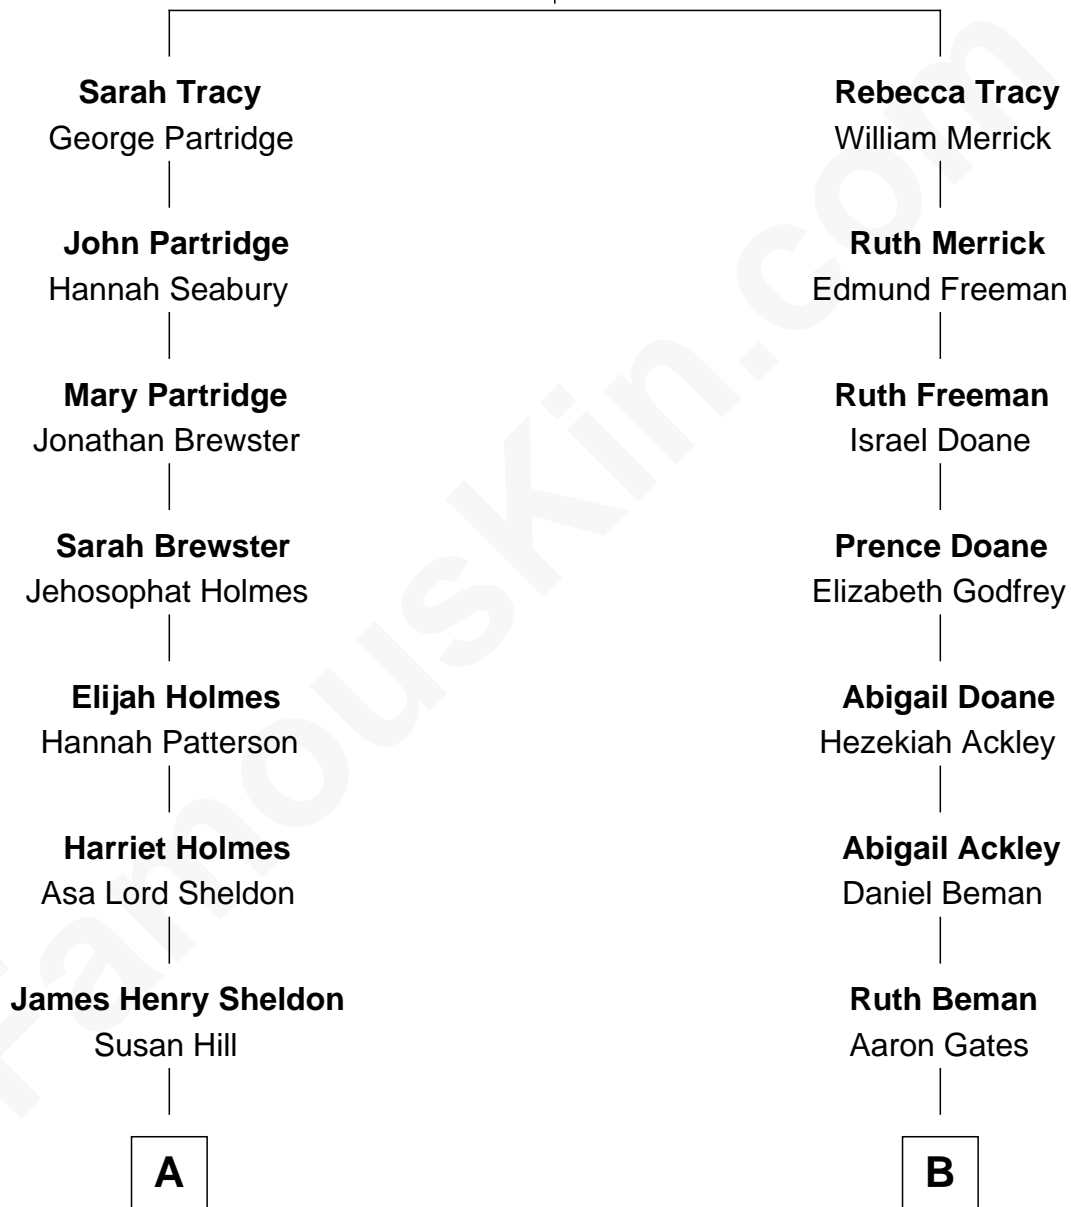 Sarah Tracy
George Partridge
John Partridge
Hannah Seabury
Mary Partridge
Jonathan Brewster
Sarah Brewster
Jehosophat Holmes
Elijah Holmes
Hannah Patterson
Harriet Holmes
Asa Lord Sheldon
James Henry Sheldon
Susan Hill
A
Rebecca Tracy
William Merrick
Ruth Merrick
Edmund Freeman
Ruth Freeman
Israel Doane
Prence Doane
Elizabeth Godfrey
Abigail Doane
Hezekiah Ackley
Abigail Ackley
Daniel Beman
Ruth Beman
Aaron Gates
B
FamousKin.com